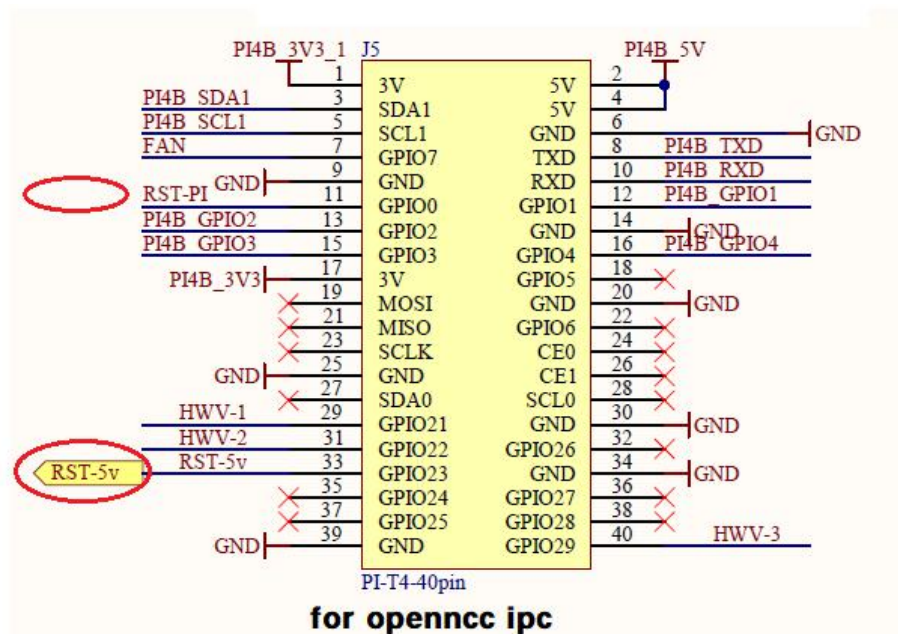 PI4B_3V3_1 J5 PI4B_5V
1 3V 5V 2
PI4B_SDA1 3 SDA1 5V 4
PI4B_SCL1 5 SCL1 GND 6 GND
FAN 7 GPIO7 TXD 8 PI4B_TXD
GND 9 GND RXD 10 PI4B_RXD
RST-PI 11 GPIO0 GPIO1 12 PI4B_GPIO1
PI4B_GPIO2 13 GPIO2 GND 14 GND
PI4B_GPIO3 15 GPIO3 GPIO4 16 PI4B_GPIO4
PI4B_3V3 17 3V GPIO5 18
19 MOSI GND 20 GND
21 MISO GPIO6 22
23 SCLK CE0 24
GND 25 GND CE1 26
27 SDA0 SCL0 28
HWV-1 29 GPIO21 GND 30 GND
HWV-2 31 GPIO22 GPIO26 32
RST-5v RST-5v 33 GPIO23 GND 34 GND
35 GPIO24 GPIO27 36
37 GPIO25 GPIO28 38
GND 39 GND GPIO29 40 HWV-3
PI-T4-40pin
for openncc ipc